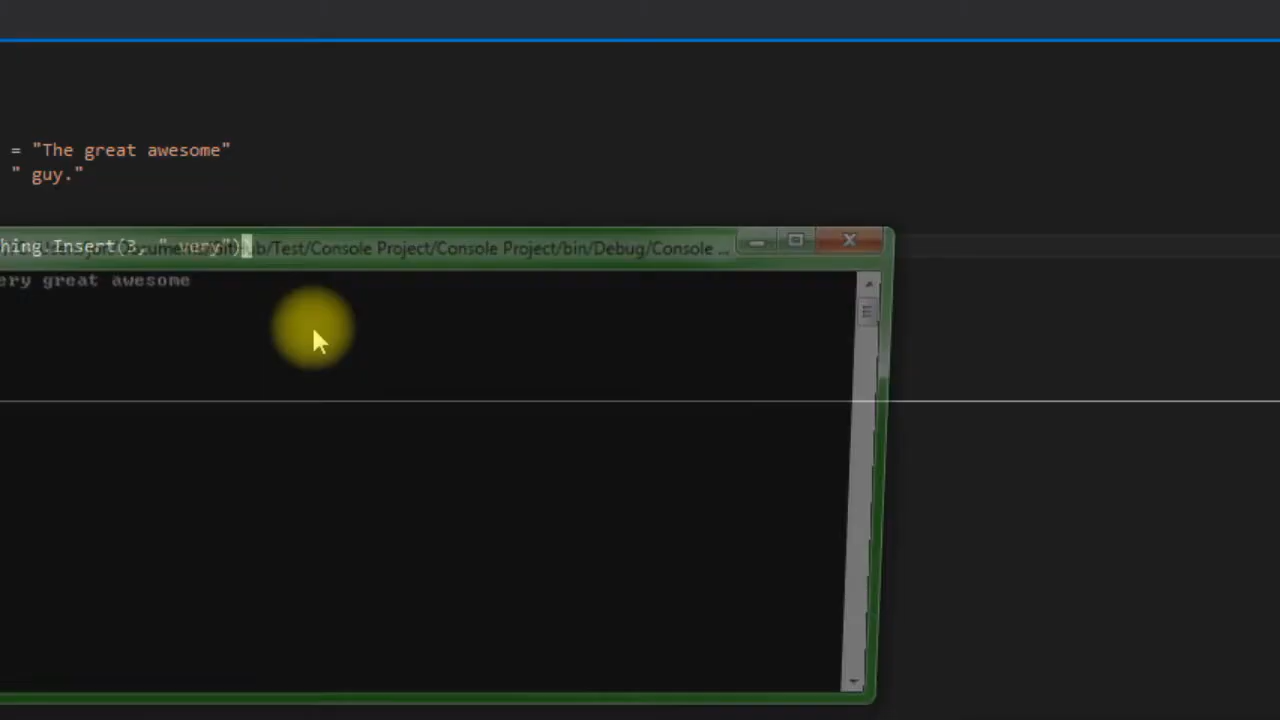 = "The great awesome"
" guy."
hing.Insert(3, " very")
/Test/Console Project/Console Project/bin/Debug/Console ...
ery great awesome